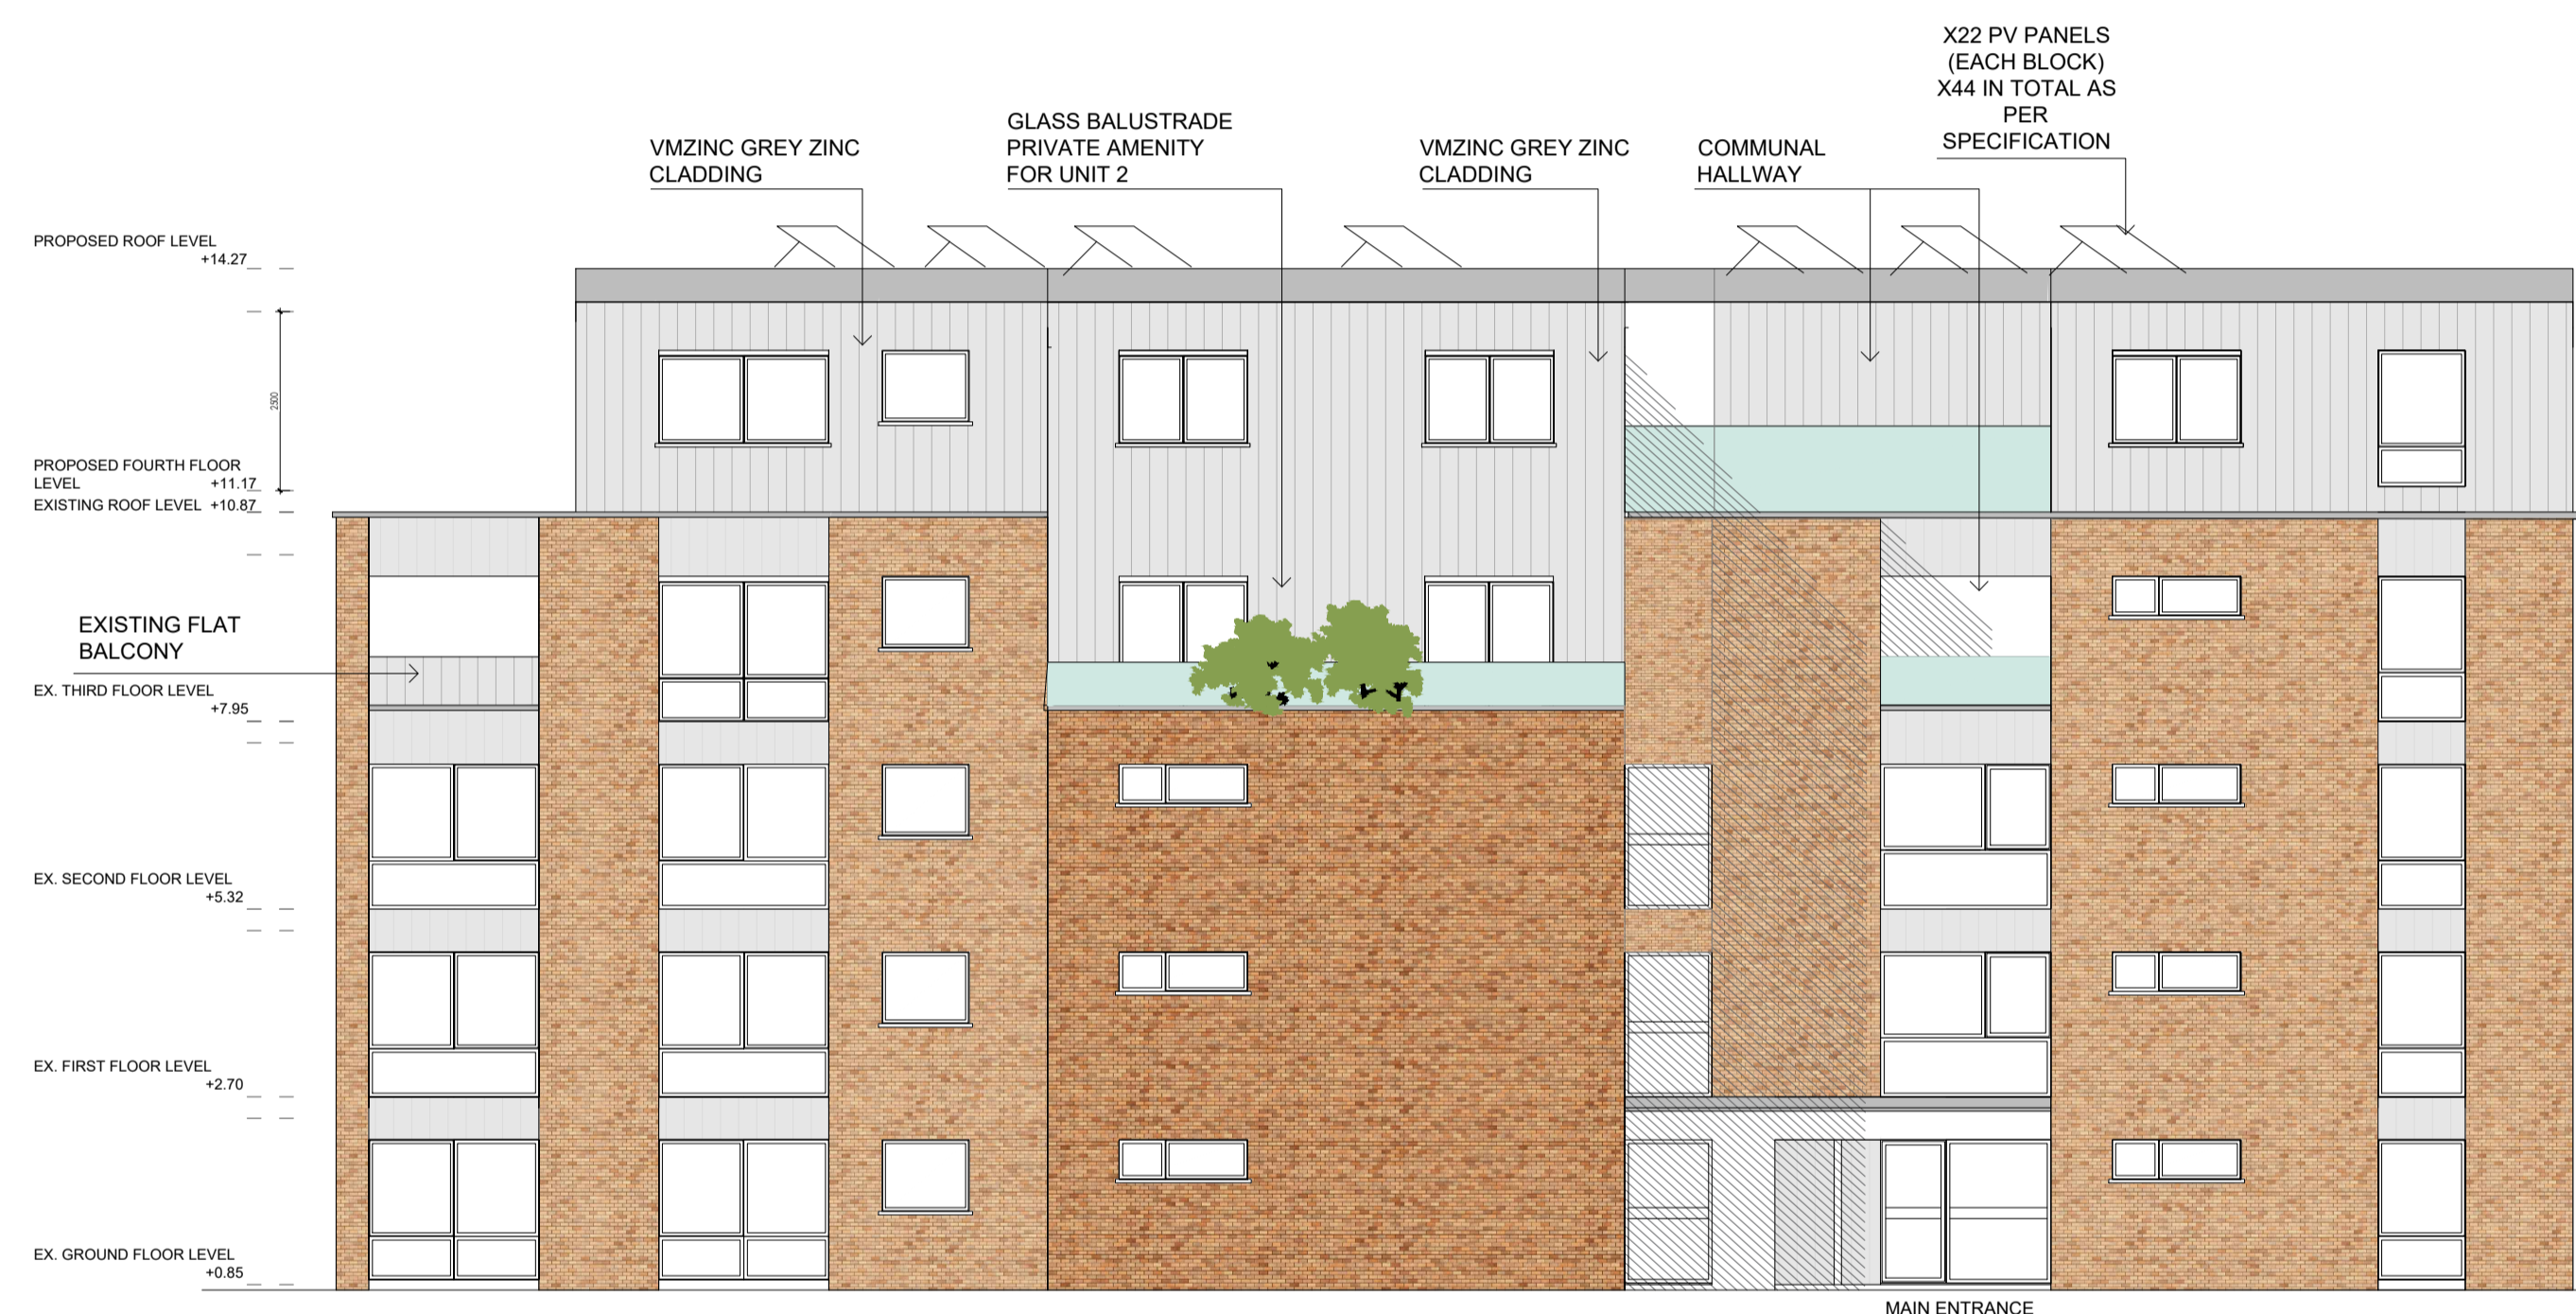 X22 PV PANELS
(EACH BLOCK)
X44 IN TOTAL AS
PER
SPECIFICATION
GLASS BALUSTRADE
PRIVATE AMENITY
FOR UNIT 2
VMZINC GREY ZINC
CLADDING
VMZINC GREY ZINC
CLADDING
COMMUNAL
HALLWAY
PROPOSED ROOF LEVEL
+14.27
2500
PROPOSED FOURTH FLOOR
LEVEL +11.17
EXISTING ROOF LEVEL +10.87
EXISTING FLAT
BALCONY
EX. THIRD FLOOR LEVEL
+7.95
EX. SECOND FLOOR LEVEL
+5.32
EX. FIRST FLOOR LEVEL
+2.70
EX. GROUND FLOOR LEVEL
+0.85
MAIN ENTRANCE